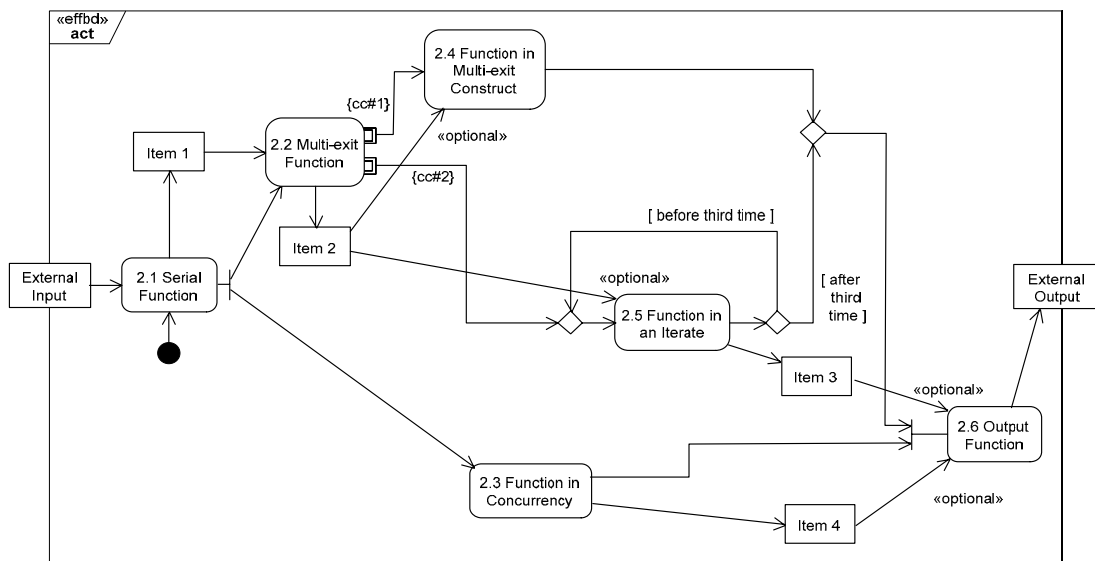 «effbd»
act
2.4 Function in
Multi-exit
Construct
{cc#1}
«optional»
2.2 Multi-exit
Function
Item 1
{cc#2}
[ before third time ]
Item 2
External
Input
2.1 Serial
Function
«optional»
[ after
third
time ]
External
Output
2.5 Function in
an Iterate
Item 3
«optional»
2.6 Output
Function
2.3 Function in
Concurrency
«optional»
Item 4